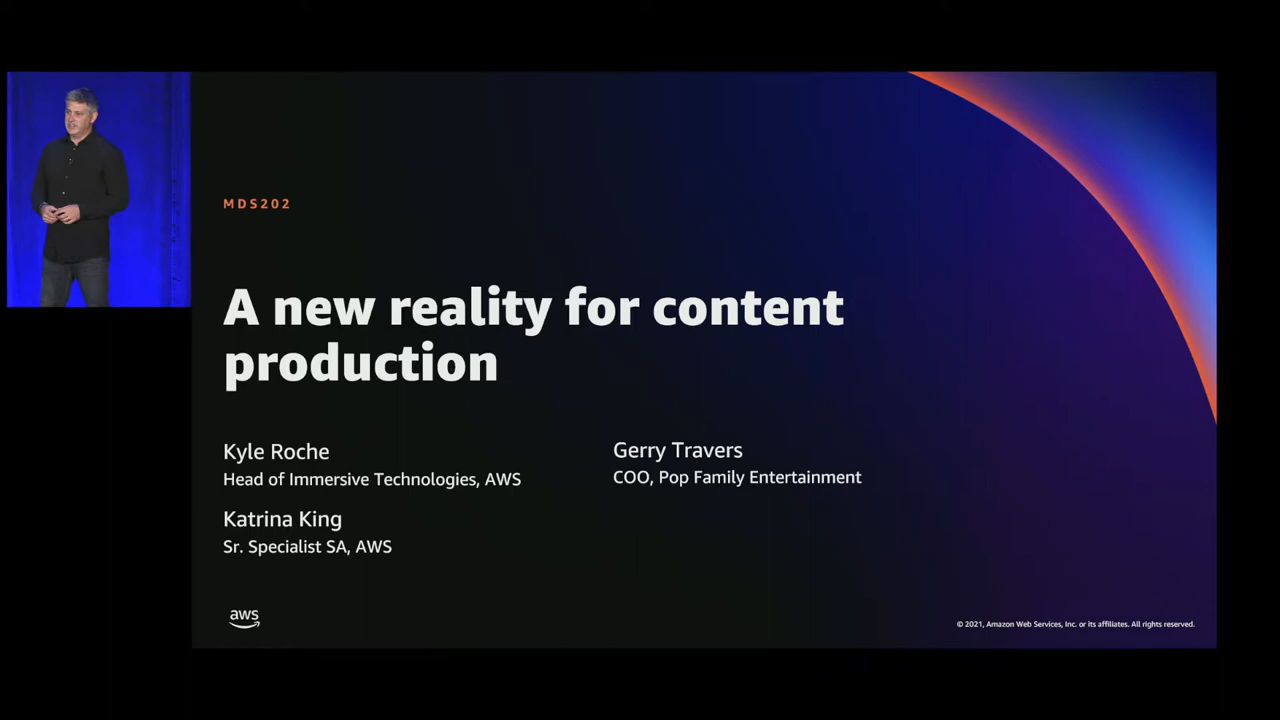 MDS202
A new reality for content
production
Kyle Roche
Head of Immersive Technologies, AWS
Katrina King
Sr. Specialist SA, AWS
Gerry Travers
COO, Pop Family Entertainment
aws
© 2021, Amazon Web Services, Inc. or its affiliates. All rights reserved.